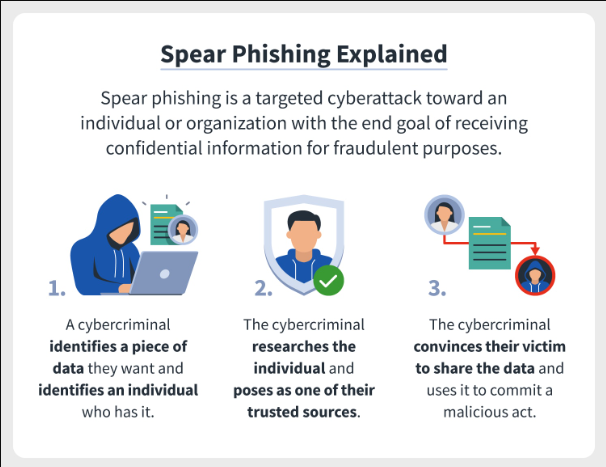 Spear Phishing Explained
Spear phishing is a targeted cyberattack toward an
individual or organization with the end goal of receiving
confidential information for fraudulent purposes.
1.
A cybercriminal
identifies a piece of
data they want and
identifies an individual
who has it.
2.
The cybercriminal
researches the
individual and
poses as one of their
trusted sources.
3.
The cybercriminal
convinces their victim
to share the data and
uses it to commit a
malicious act.